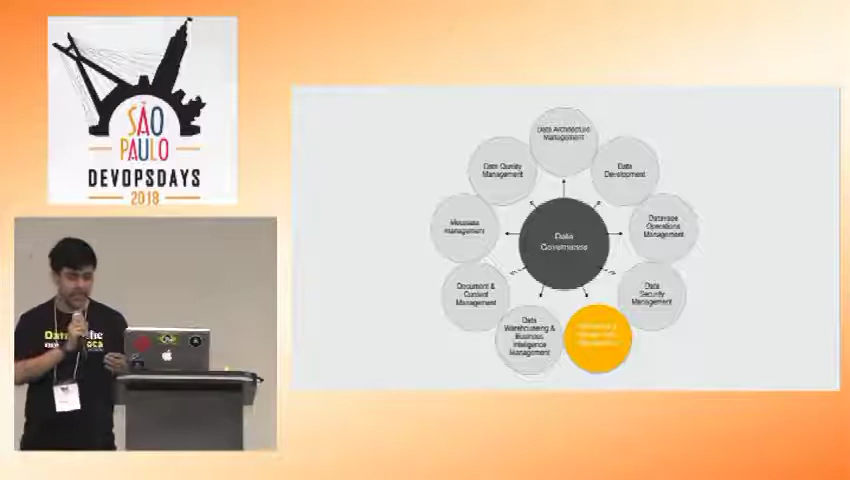 SÃO
PAULO
DEVOPSDAYS
2018
Data Architecture
Management
Data Quality
Management
Data
Development
Metadata
Management
Database
Operations
Management
Data
Governance
Document &
Content
Management
Data
Security
Management
Data
Warehousing &
Business
Intelligence
Management